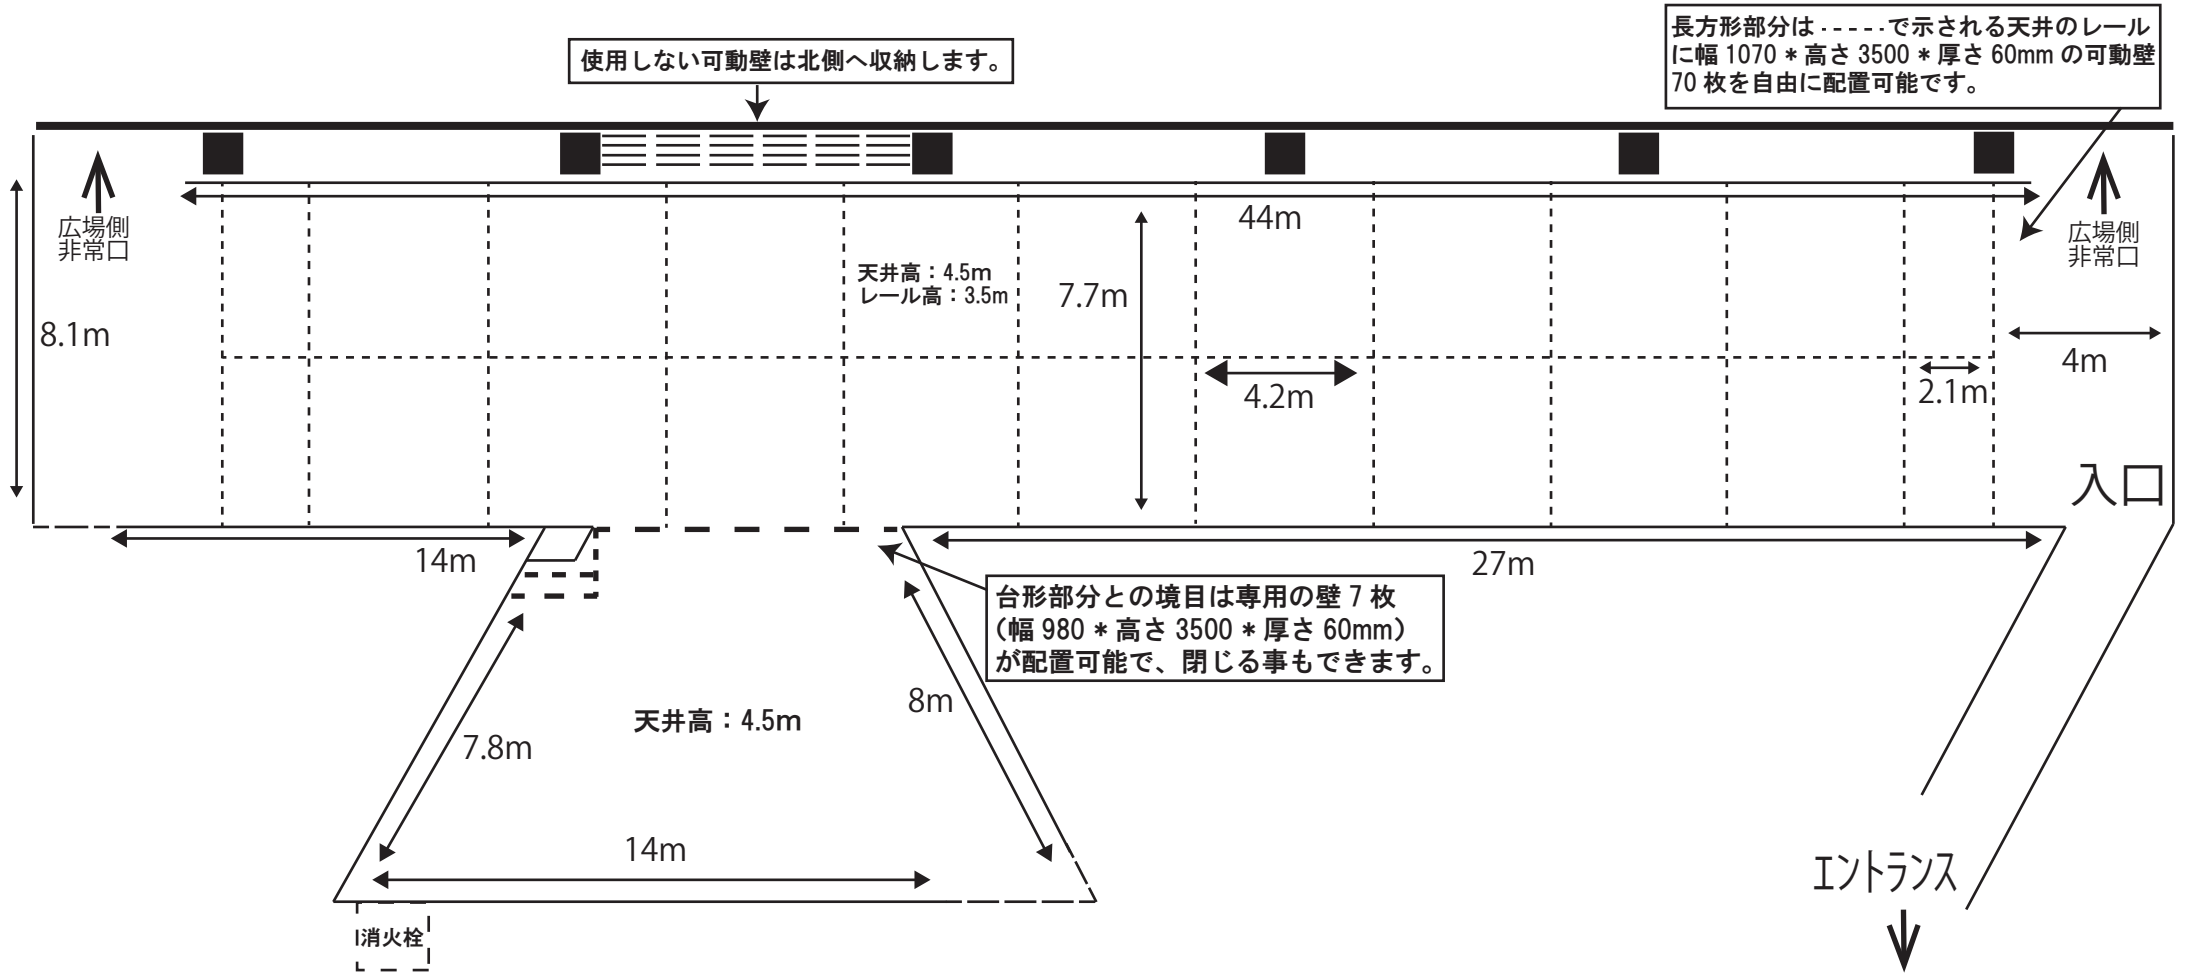 長方形部分は - - - - - で示される天井のレール
に幅 1070 * 高さ 3500 * 厚さ 60mm の可動壁
70 枚を自由に配置可能です。
使用しない可動壁は北側へ収納します。
広場側
非常口
44m
広場側
非常口
天井高：4.5m
レール高：3.5m
7.7m
8.1m
4m
4.2m
2.1m
入口
14m
27m
台形部分との境目は専用の壁 7 枚
（幅 980 * 高さ 3500 * 厚さ 60mm）
が配置可能で、閉じる事もできます。
8m
天井高：4.5m
7.8m
14m
エントランス
消火栓